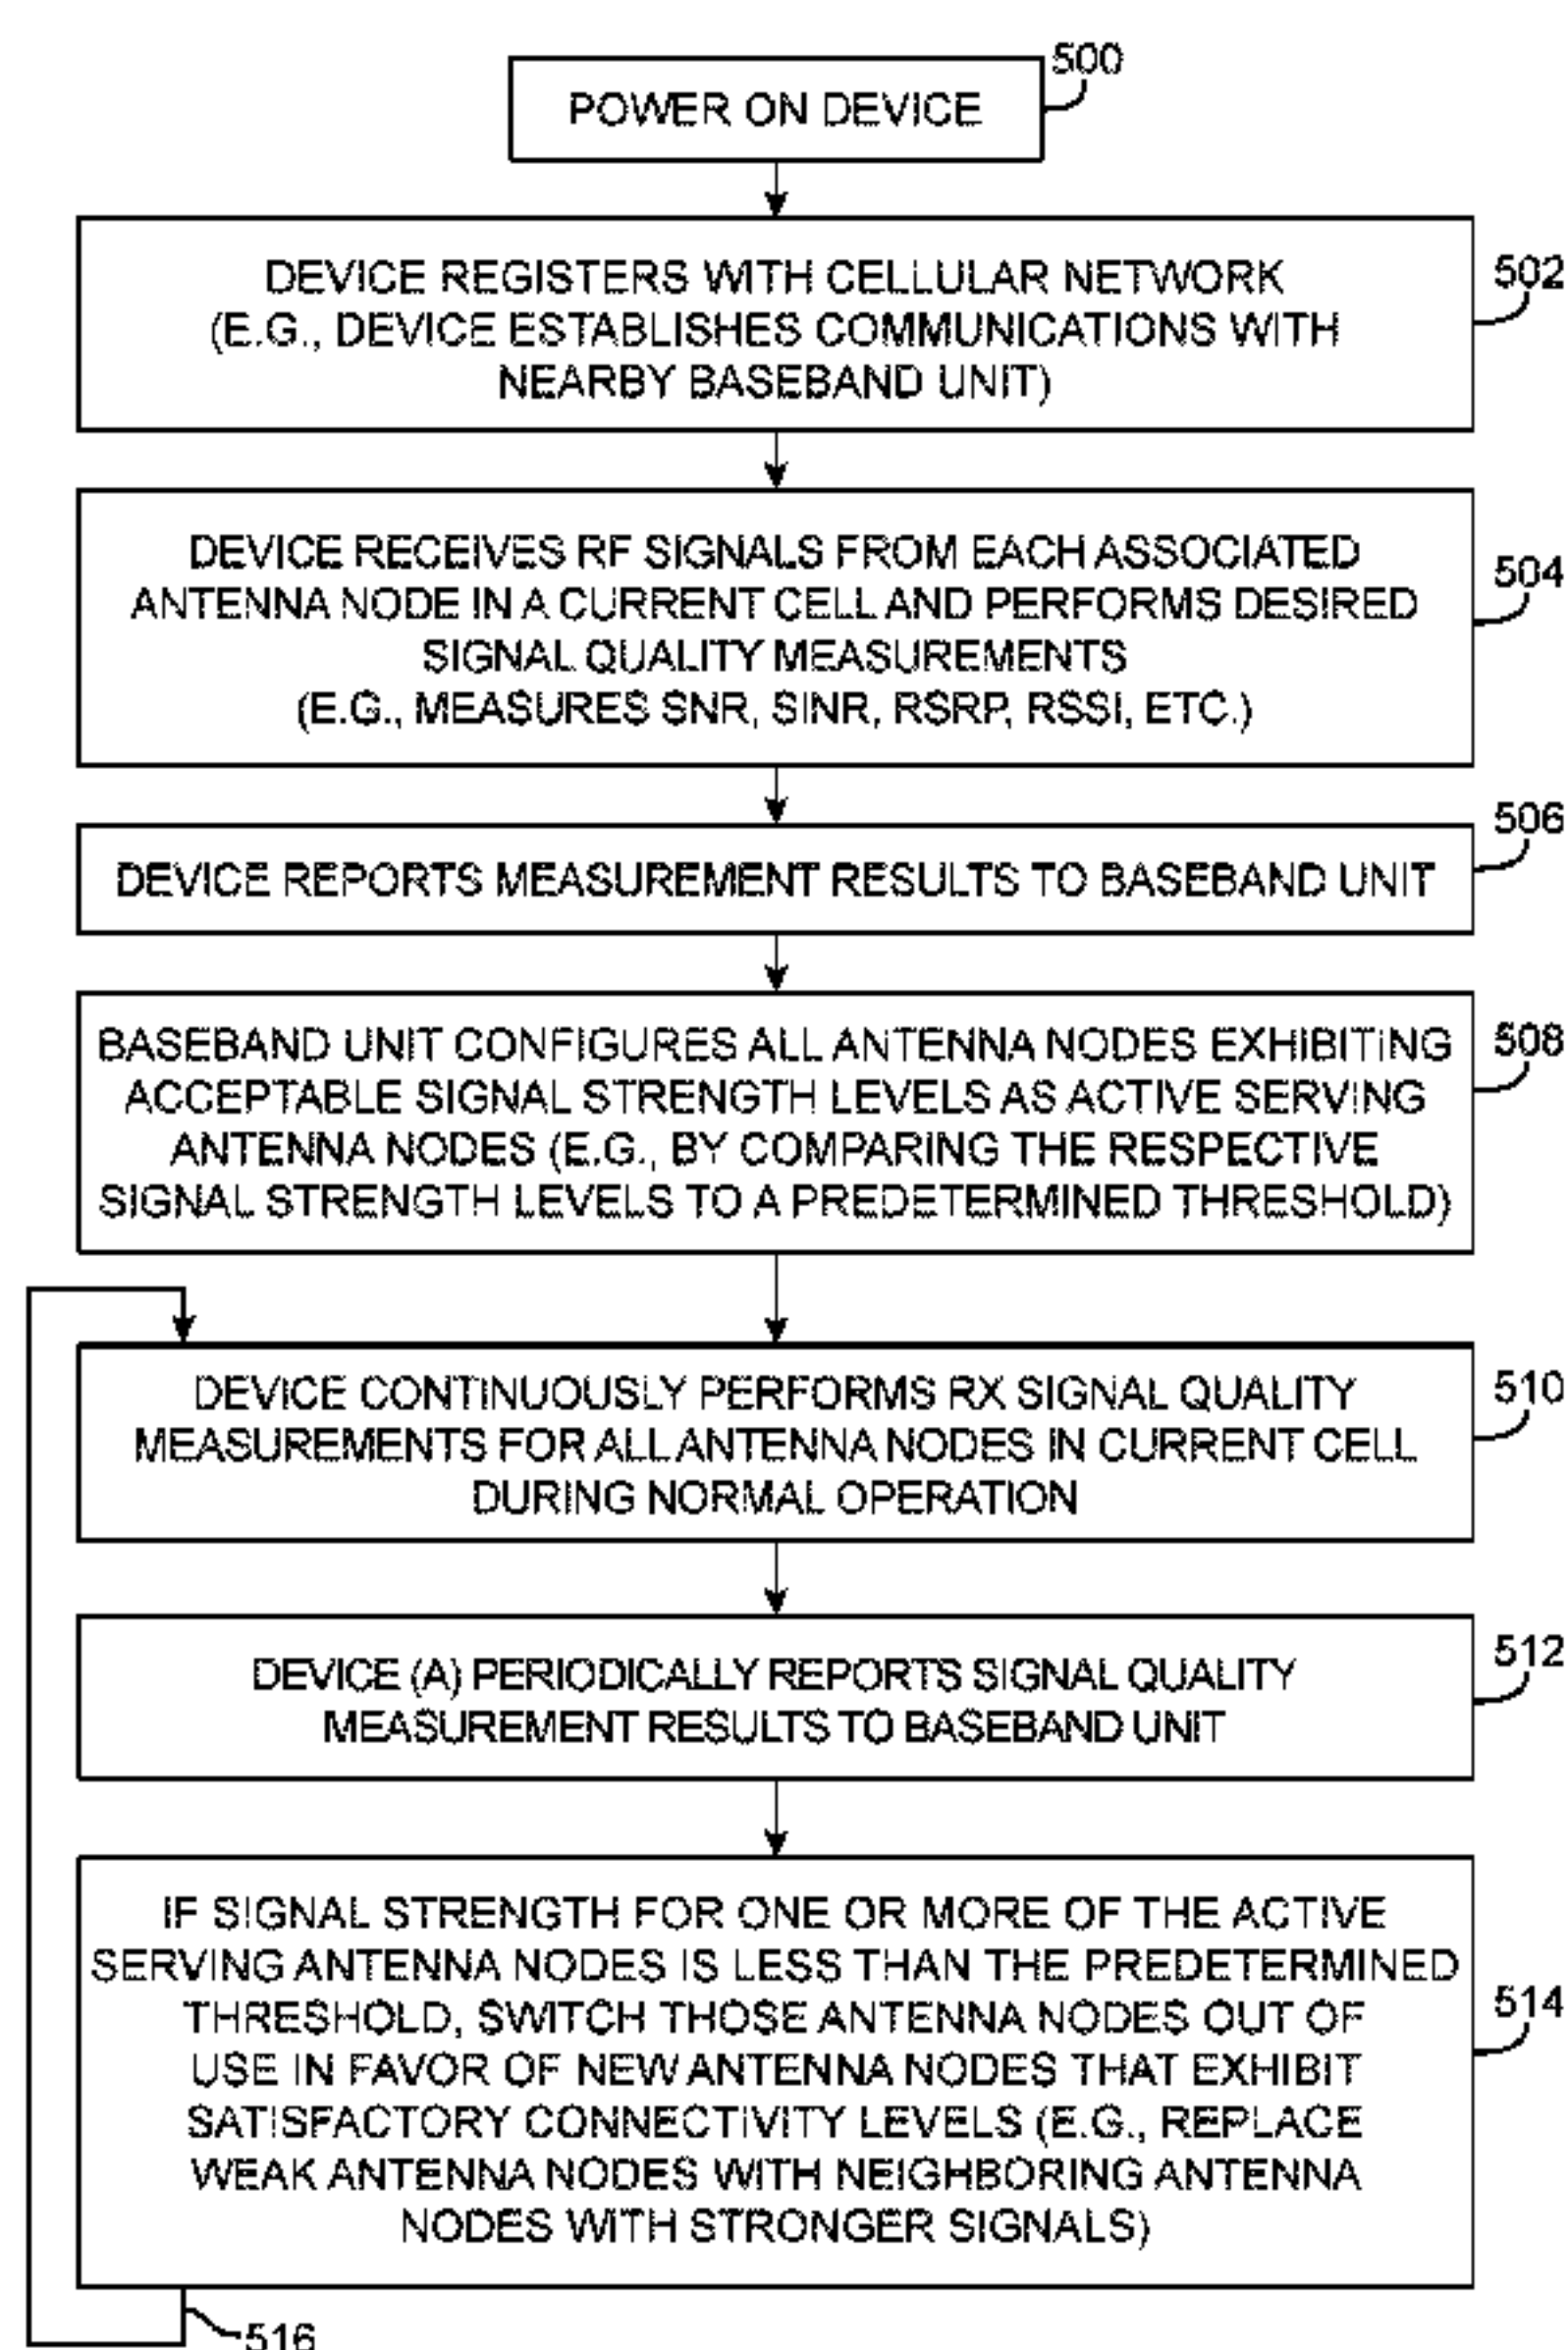 500
POWER ON DEVICE
502
DEVICE REGISTERS WITH CELLULAR NETWORK
(E.G., DEVICE ESTABLISHES COMMUNICATIONS WITH
NEARBY BASEBAND UNIT)
504
DEVICE RECEIVES RF SIGNALS FROM EACH ASSOCIATED
ANTENNA NODE IN A CURRENT CELL AND PERFORMS DESIRED
SIGNAL QUALITY MEASUREMENTS
(E.G., MEASURES SNR, SINR, RSRP, RSSI, ETC.)
506
DEVICE REPORTS MEASUREMENT RESULTS TO BASEBAND UNIT
508
BASEBAND UNIT CONFIGURES ALL ANTENNA NODES EXHIBITING
ACCEPTABLE SIGNAL STRENGTH LEVELS AS ACTIVE SERVING
ANTENNA NODES (E.G., BY COMPARING THE RESPECTIVE
SIGNAL STRENGTH LEVELS TO A PREDETERMINED THRESHOLD)
510
DEVICE CONTINUOUSLY PERFORMS RX SIGNAL QUALITY
MEASUREMENTS FOR ALL ANTENNA NODES IN CURRENT CELL
DURING NORMAL OPERATION
512
DEVICE (A) PERIODICALLY REPORTS SIGNAL QUALITY
MEASUREMENT RESULTS TO BASEBAND UNIT
514
IF SIGNAL STRENGTH FOR ONE OR MORE OF THE ACTIVE
SERVING ANTENNA NODES IS LESS THAN THE PREDETERMINED
THRESHOLD, SWITCH THOSE ANTENNA NODES OUT OF
USE IN FAVOR OF NEW ANTENNA NODES THAT EXHIBIT
SATISFACTORY CONNECTIVITY LEVELS (E.G., REPLACE
WEAK ANTENNA NODES WITH NEIGHBORING ANTENNA
NODES WITH STRONGER SIGNALS)
516